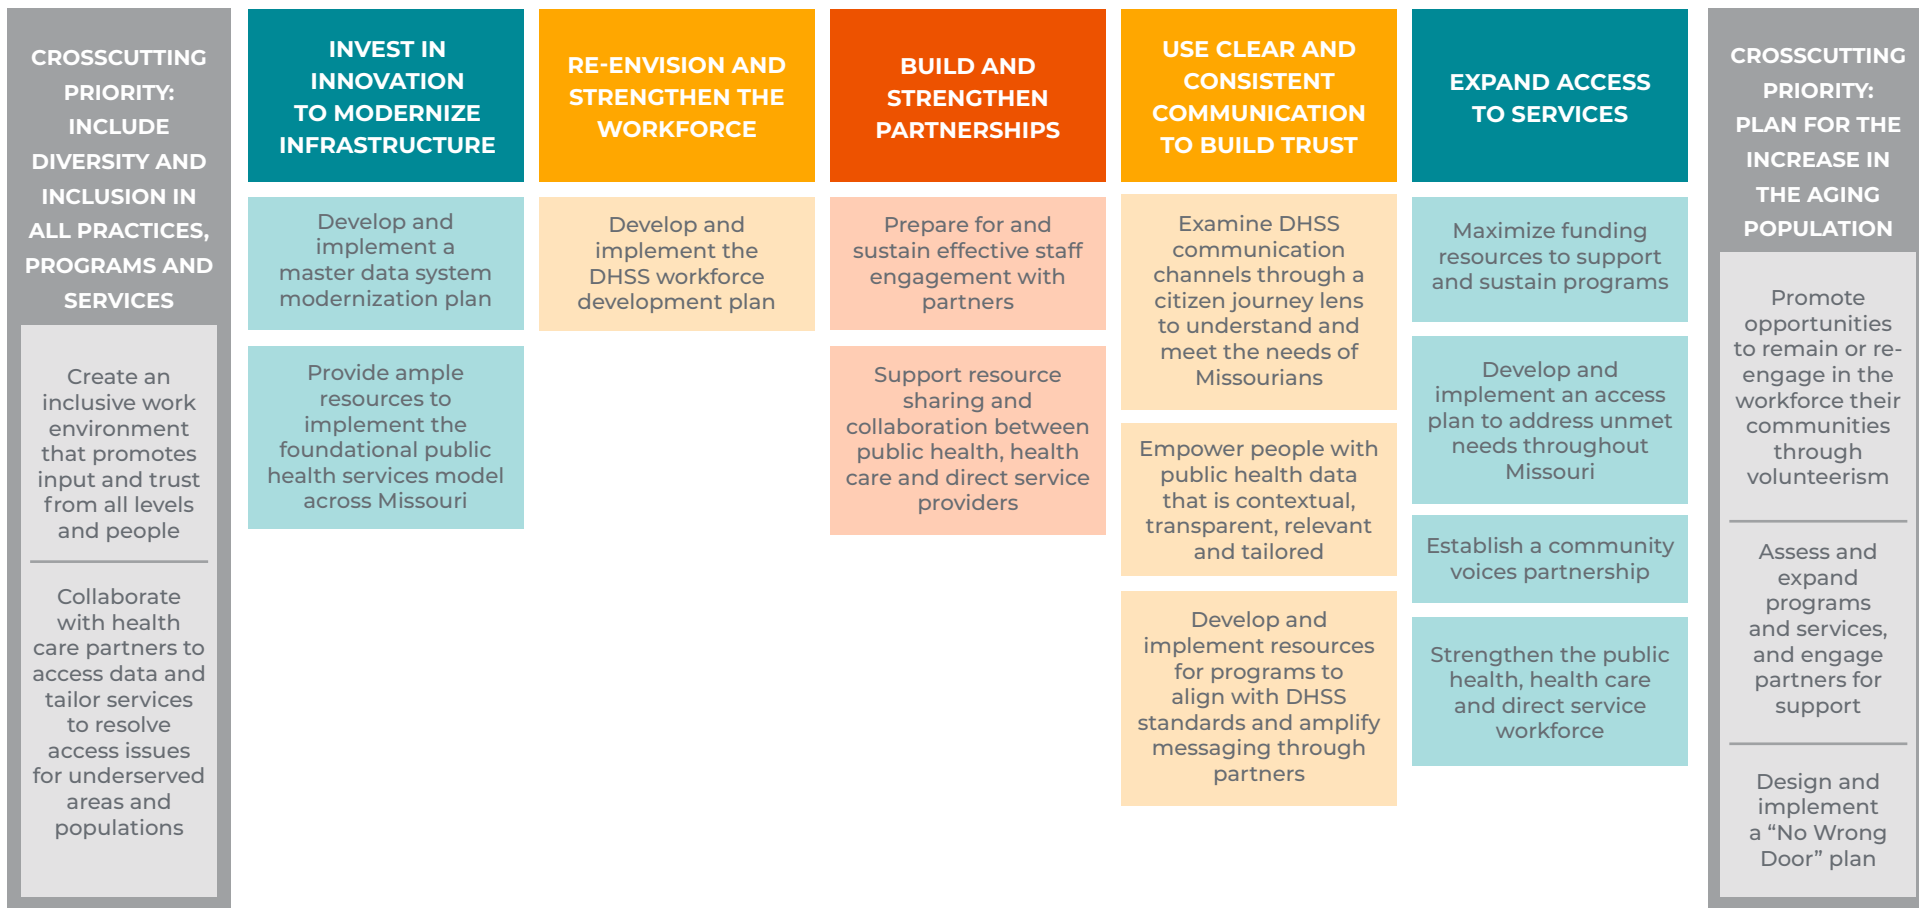 CROSSCUTTING
PRIORITY:
INCLUDE
DIVERSITY AND
INCLUSION IN
ALL PRACTICES,
PROGRAMS AND
SERVICES
Create an
inclusive work
environment
that promotes
input and trust
from all levels
and people
Collaborate
with health
care partners to
access data and
tailor services
to resolve
access issues
for underserved
areas and
populations
INVEST IN
INNOVATION
TO MODERNIZE
INFRASTRUCTURE
Develop and
implement a
master data system
modernization plan
Provide ample
resources to
implement the
foundational public
health services model
across Missouri
RE-ENVISION AND
STRENGTHEN THE
WORKFORCE
Develop and
implement the
DHSS workforce
development plan
BUILD AND
STRENGTHEN
PARTNERSHIPS
Prepare for and
sustain effective staff
engagement with
partners
Support resource
sharing and
collaboration between
public health, health
care and direct service
providers
USE CLEAR AND
CONSISTENT
COMMUNICATION
TO BUILD TRUST
Examine DHSS
communication
channels through a
citizen journey lens
to understand and
meet the needs of
Missourians
Empower people with
public health data
that is contextual,
transparent, relevant
and tailored
Develop and
implement resources
for programs to
align with DHSS
standards and amplify
messaging through
partners
EXPAND ACCESS
TO SERVICES
Maximize funding
resources to support
and sustain programs
Develop and
implement an access
plan to address unmet
needs throughout
Missouri
Establish a community
voices partnership
Strengthen the public
health, health care
and direct service
workforce
CROSSCUTTING
PRIORITY:
PLAN FOR THE
INCREASE IN
THE AGING
POPULATION
Promote
opportunities
to remain or re-
engage in the
workforce their
communities
through
volunteerism
Assess and
expand
programs
and services,
and engage
partners for
support
Design and
implement
a “No Wrong
Door” plan